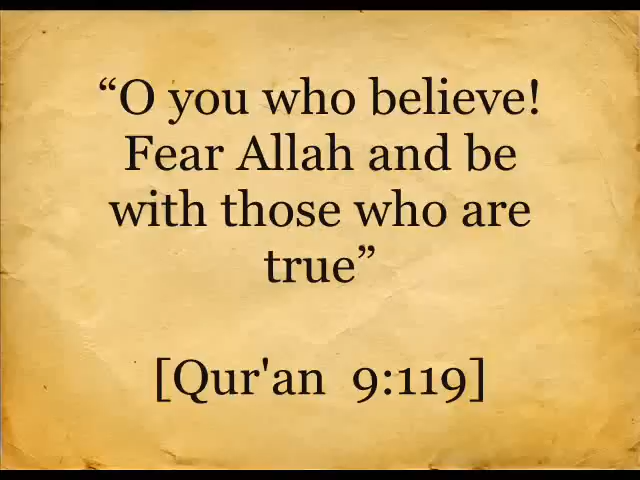 “O you who believe!
Fear Allah and be
with those who are
true”
[Qur'an  9:119]